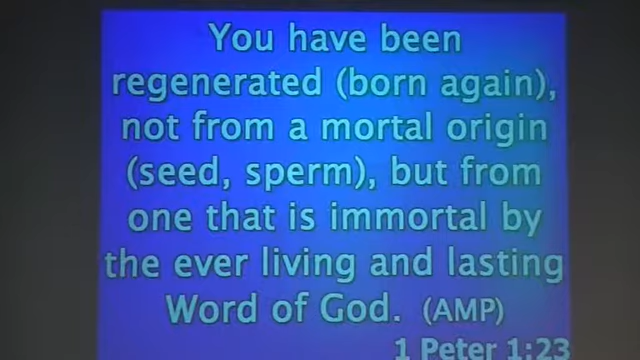 You have been
regenerated (born again),
not from a mortal origin
(seed, sperm), but from
one that is immortal by
the ever living and lasting
Word of God. (AMP)
1 Peter 1:23